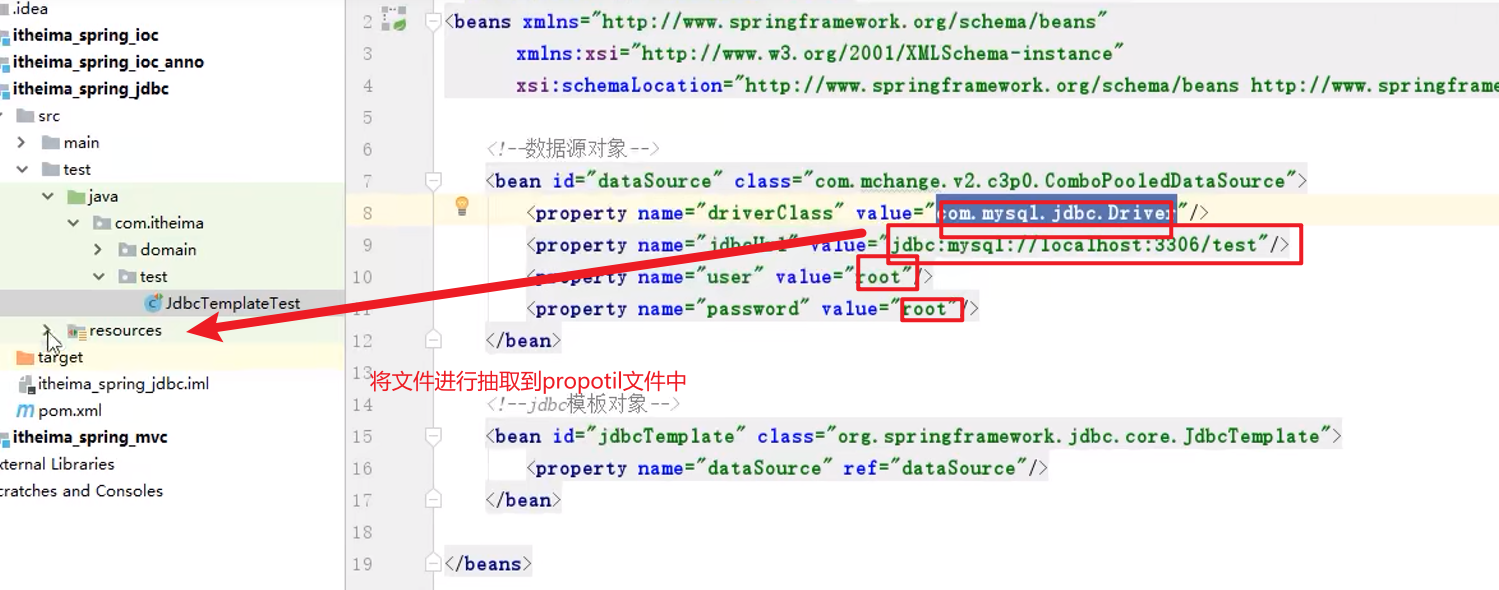 .idea
itheima_spring_ioc
itheima_spring_ioc_anno
itheima_spring_jdbc
src
main
test
java
com.itheima
domain
test
JdbcTemplateTest
resources
target
itheima_spring_jdbc.iml
pom.xml
itheima_spring_mvc
xternal Libraries
cratches and Consoles
2 <beans xmlns="http://www.springframework.org/schema/beans"
3 xmlns:xsi="http://www.w3.org/2001/XMLSchema-instance"
4 xsi:schemaLocation="http://www.springframework.org/schema/beans http://www.springframe
5
6 <!--数据源对象-->
7 <bean id="dataSource" class="com.mchange.v2.c3p0.ComboPooledDataSource">
8 <property name="driverClass" value="com.mysql.jdbc.Driver"/>
9 <property name="jdbcUrl" value="jdbc:mysql://localhost:3306/test"/>
10 <property name="user" value="root"/>
11 <property name="password" value="root"/>
12 </bean>
13
将文件进行抽取到propotil文件中
14 <!--jdbc模板对象-->
15 <bean id="jdbcTemplate" class="org.springframework.jdbc.core.JdbcTemplate">
16 <property name="dataSource" ref="dataSource"/>
17 </bean>
18
19 </beans>